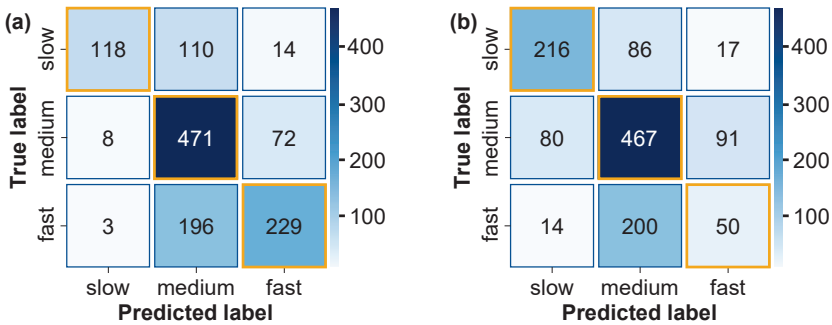 (a)
True label
slow
118 110 14
medium
8 471 72
fast
3 196 229
slow medium fast
Predicted label
400
300
200
100
(b)
True label
slow
216 86 17
medium
80 467 91
fast
14 200 50
slow medium fast
Predicted label
400
300
200
100